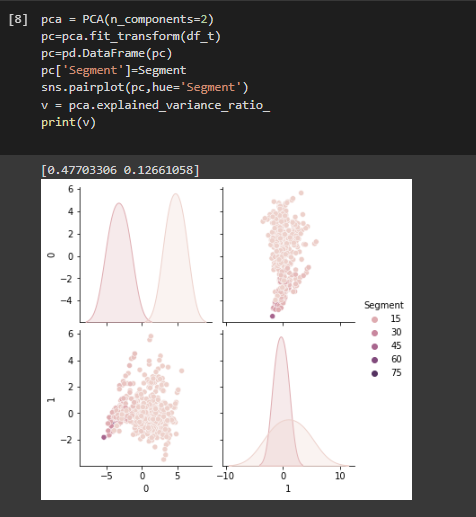 [8] pca = PCA(n_components=2)
pc=pca.fit_transform(df_t)
pc=pd.DataFrame(pc)
pc['Segment']=Segment
sns.pairplot(pc,hue='Segment')
v = pca.explained_variance_ratio_
print(v)
[0.47703306 0.12661058]
6
4
2
0
−2
−4
0
Segment
15
30
45
60
75
6
4
2
0
−2
1
−5 0 5
0
−10 0 10
1